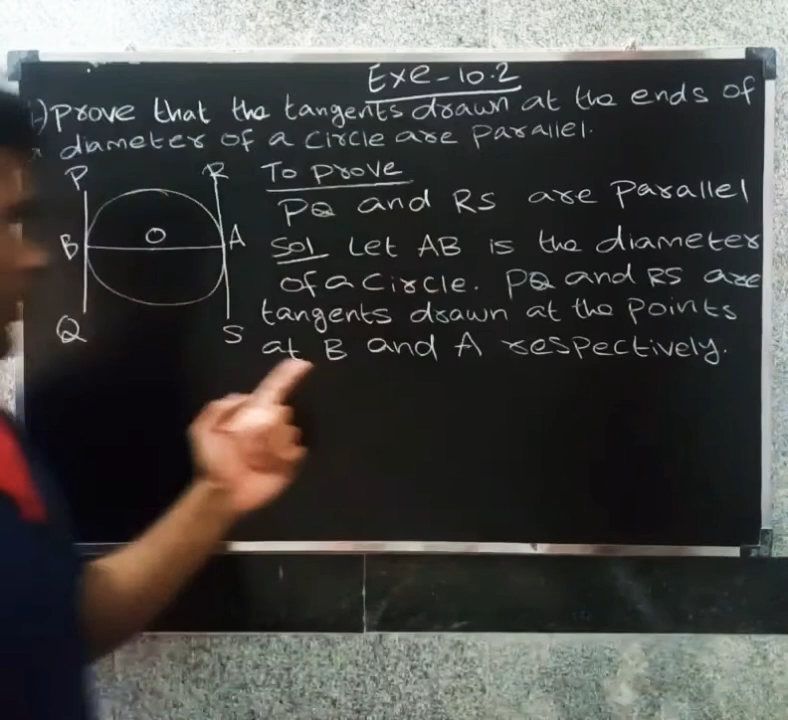 Exe-10.2
) Prove that the tangents drawn at the ends of
a diameter of a circle are parallel.
P R To prove
PQ and RS are Parallel
B O A Sol Let AB is the diameter
of a Circle. PQ and RS are
tangents drawn at the points
Q S at B and A respectively.